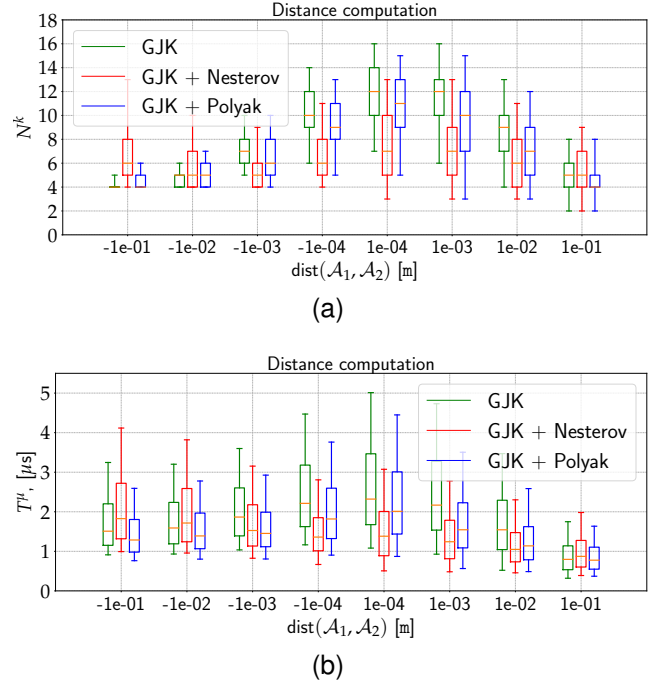 Distance computation
18
16
14
12
10
8
6
4
2
0
N^k
GJK
GJK + Nesterov
GJK + Polyak
-1e-01 -1e-02 -1e-03 -1e-04 1e-04 1e-03 1e-02 1e-01
dist(𝒜₁, 𝒜₂) [m]
(a)
Distance computation
5
4
3
2
1
0
T^μ, [μs]
GJK
GJK + Nesterov
GJK + Polyak
-1e-01 -1e-02 -1e-03 -1e-04 1e-04 1e-03 1e-02 1e-01
dist(𝒜₁, 𝒜₂) [m]
(b)